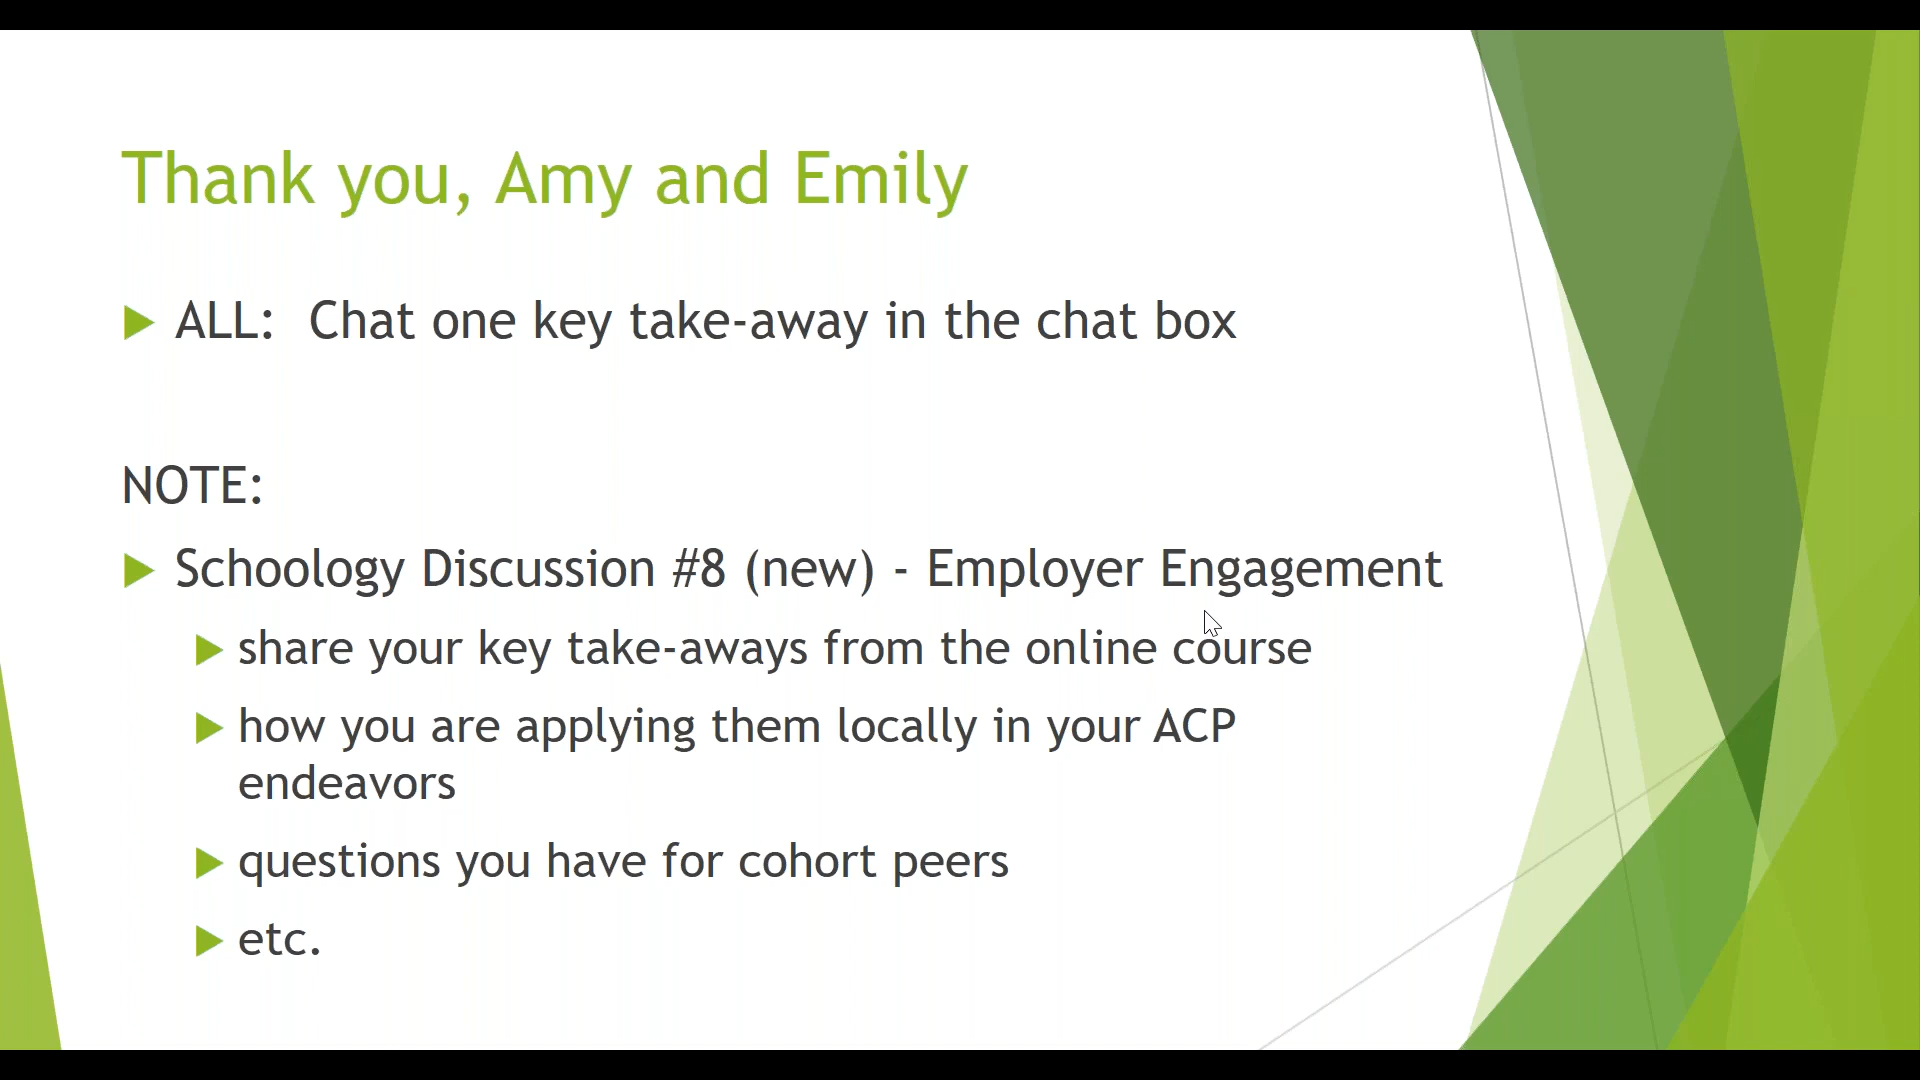 Thank you, Amy and Emily
ALL:  Chat one key take-away in the chat box
NOTE:
Schoology Discussion #8 (new) - Employer Engagement
share your key take-aways from the online course
how you are applying them locally in your ACP
endeavors
questions you have for cohort peers
etc.